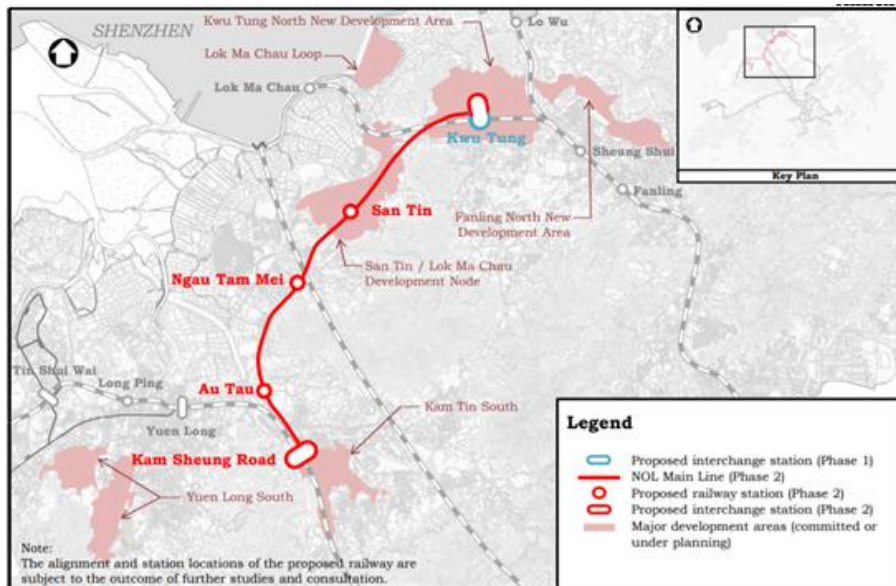 SHENZHEN
Kwu Tung North New Development Area
Lo Wu
Lok Ma Chau Loop
Lok Ma Chau
Kwu Tung
Sheung Shui
Key Plan
Fanling
San Tin
Fanling North New
Development Area
San Tin / Lok Ma Chau
Development Node
Ngau Tam Mei
Tin Shui Wai
Long Ping
Au Tau
Kam Tin South
Yuen Long
Kam Sheung Road
Yuen Long South
Legend
Proposed interchange station (Phase 1)
NOL Main Line (Phase 2)
Proposed railway station (Phase 2)
Proposed interchange station (Phase 2)
Major development areas (committed or
under planning)
Note:
The alignment and station locations of the proposed railway are
subject to the outcome of further studies and consultation.